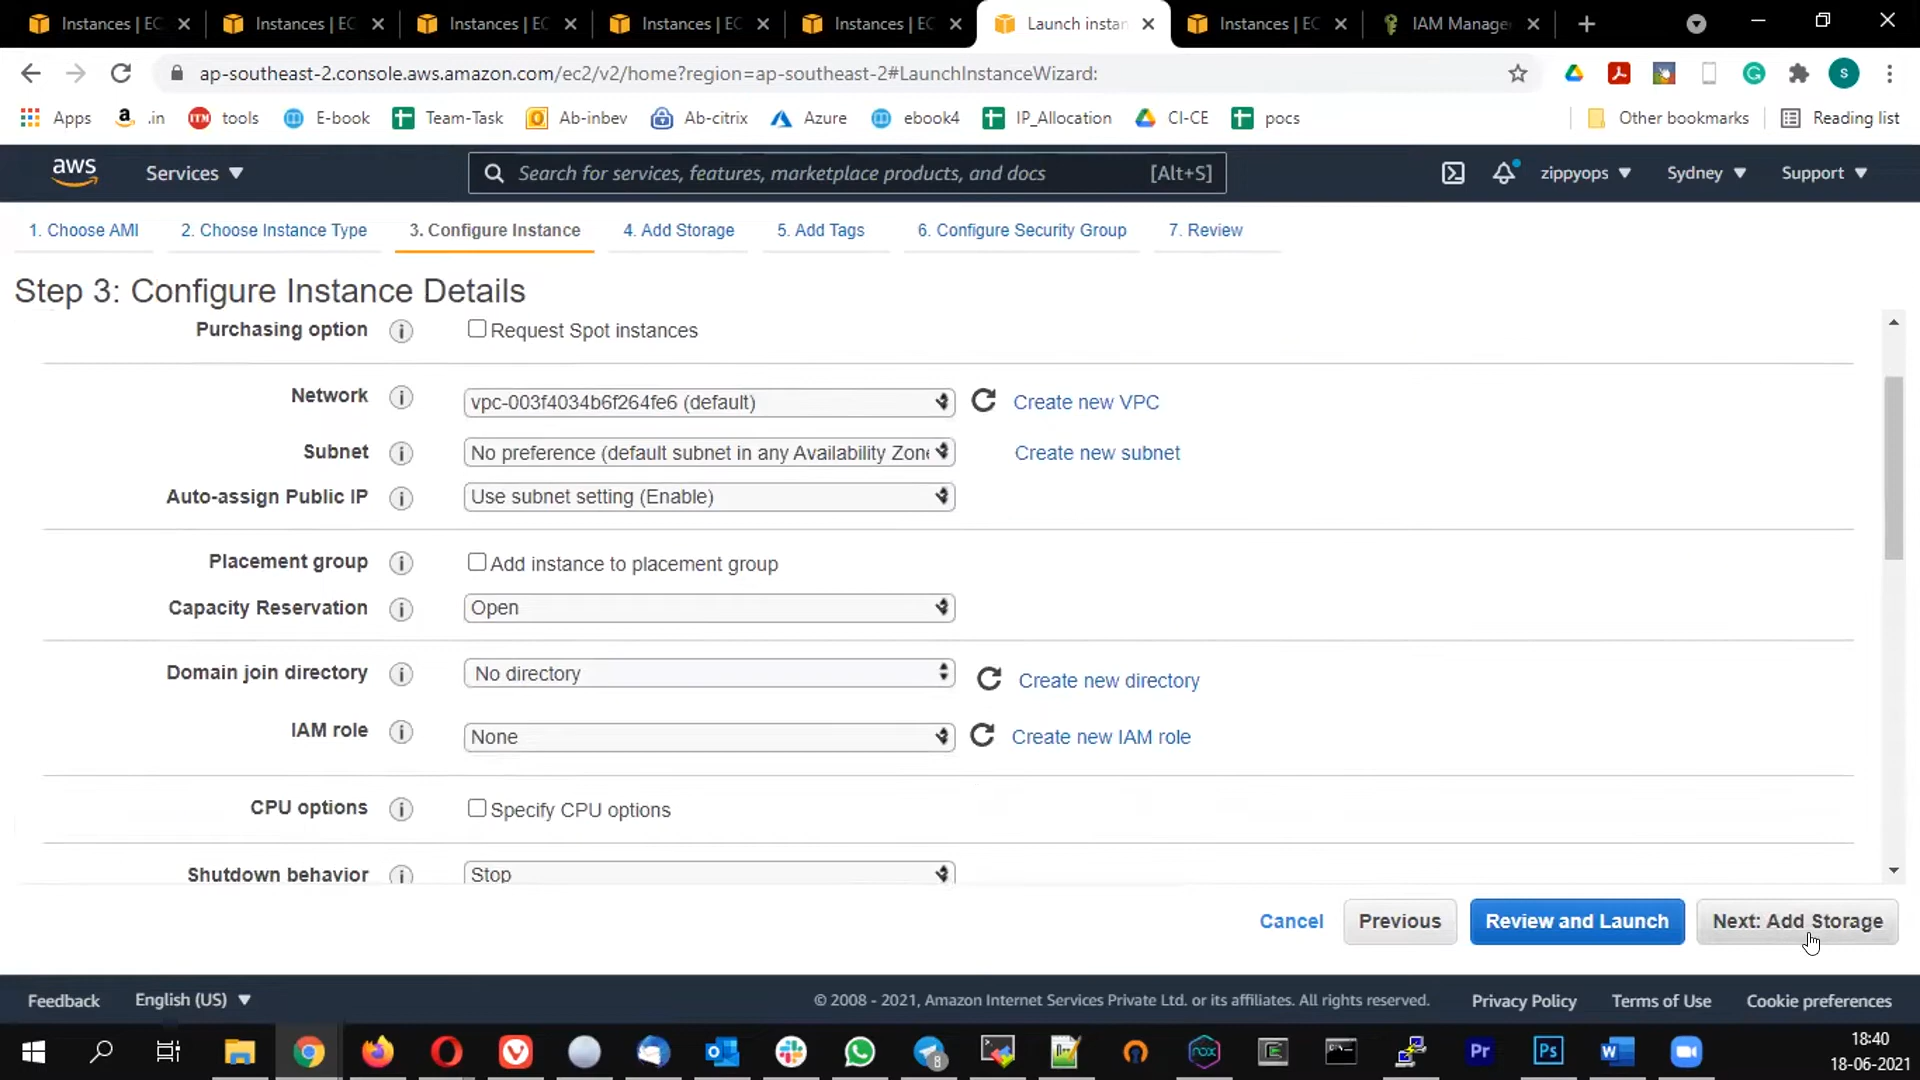 Instances | EC
Instances | EC
Instances | EC
Instances | EC
Instances | EC
Launch instan
Instances | EC
IAM Manage
ap-southeast-2.console.aws.amazon.com/ec2/v2/home?region=ap-southeast-2#LaunchInstanceWizard:
S
Apps
.in
tools
E-book
Team-Task
Ab-inbev
Ab-citrix
Azure
ebook4
IP_Allocation
CI-CE
pocs
Other bookmarks
Reading list
aws
Services
Search for services, features, marketplace products, and docs
[Alt+S]
zippyops
Sydney
Support
1. Choose AMI
2. Choose Instance Type
3. Configure Instance
4. Add Storage
5. Add Tags
6. Configure Security Group
7. Review
Step 3: Configure Instance Details
Purchasing option
Request Spot instances
Network
vpc-003f4034b6f264fe6 (default)
Create new VPC
Subnet
No preference (default subnet in any Availability Zone
Create new subnet
Auto-assign Public IP
Use subnet setting (Enable)
Placement group
Add instance to placement group
Capacity Reservation
Open
Domain join directory
No directory
Create new directory
IAM role
None
Create new IAM role
CPU options
Specify CPU options
Shutdown behavior
Stop
Cancel
Previous
Review and Launch
Next: Add Storage
Feedback
English (US)
© 2008 - 2021, Amazon Internet Services Private Ltd. or its affiliates. All rights reserved.
Privacy Policy
Terms of Use
Cookie preferences
8
nox
Pr
Ps
W
18:40
18-06-2021